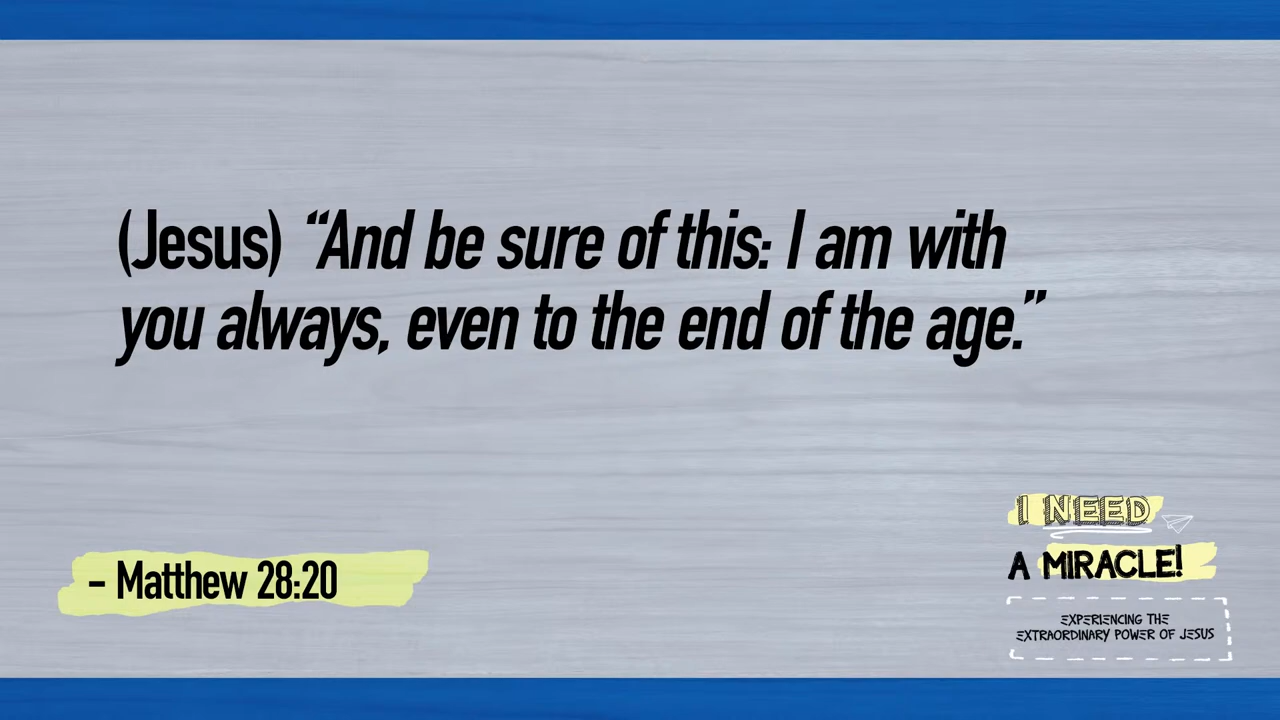 (Jesus) “And be sure of this: I am with
you always, even to the end of the age.”
– Matthew 28:20
I NEED
A MIRACLE!
EXPERIENCING THE
EXTRAORDINARY POWER OF JESUS